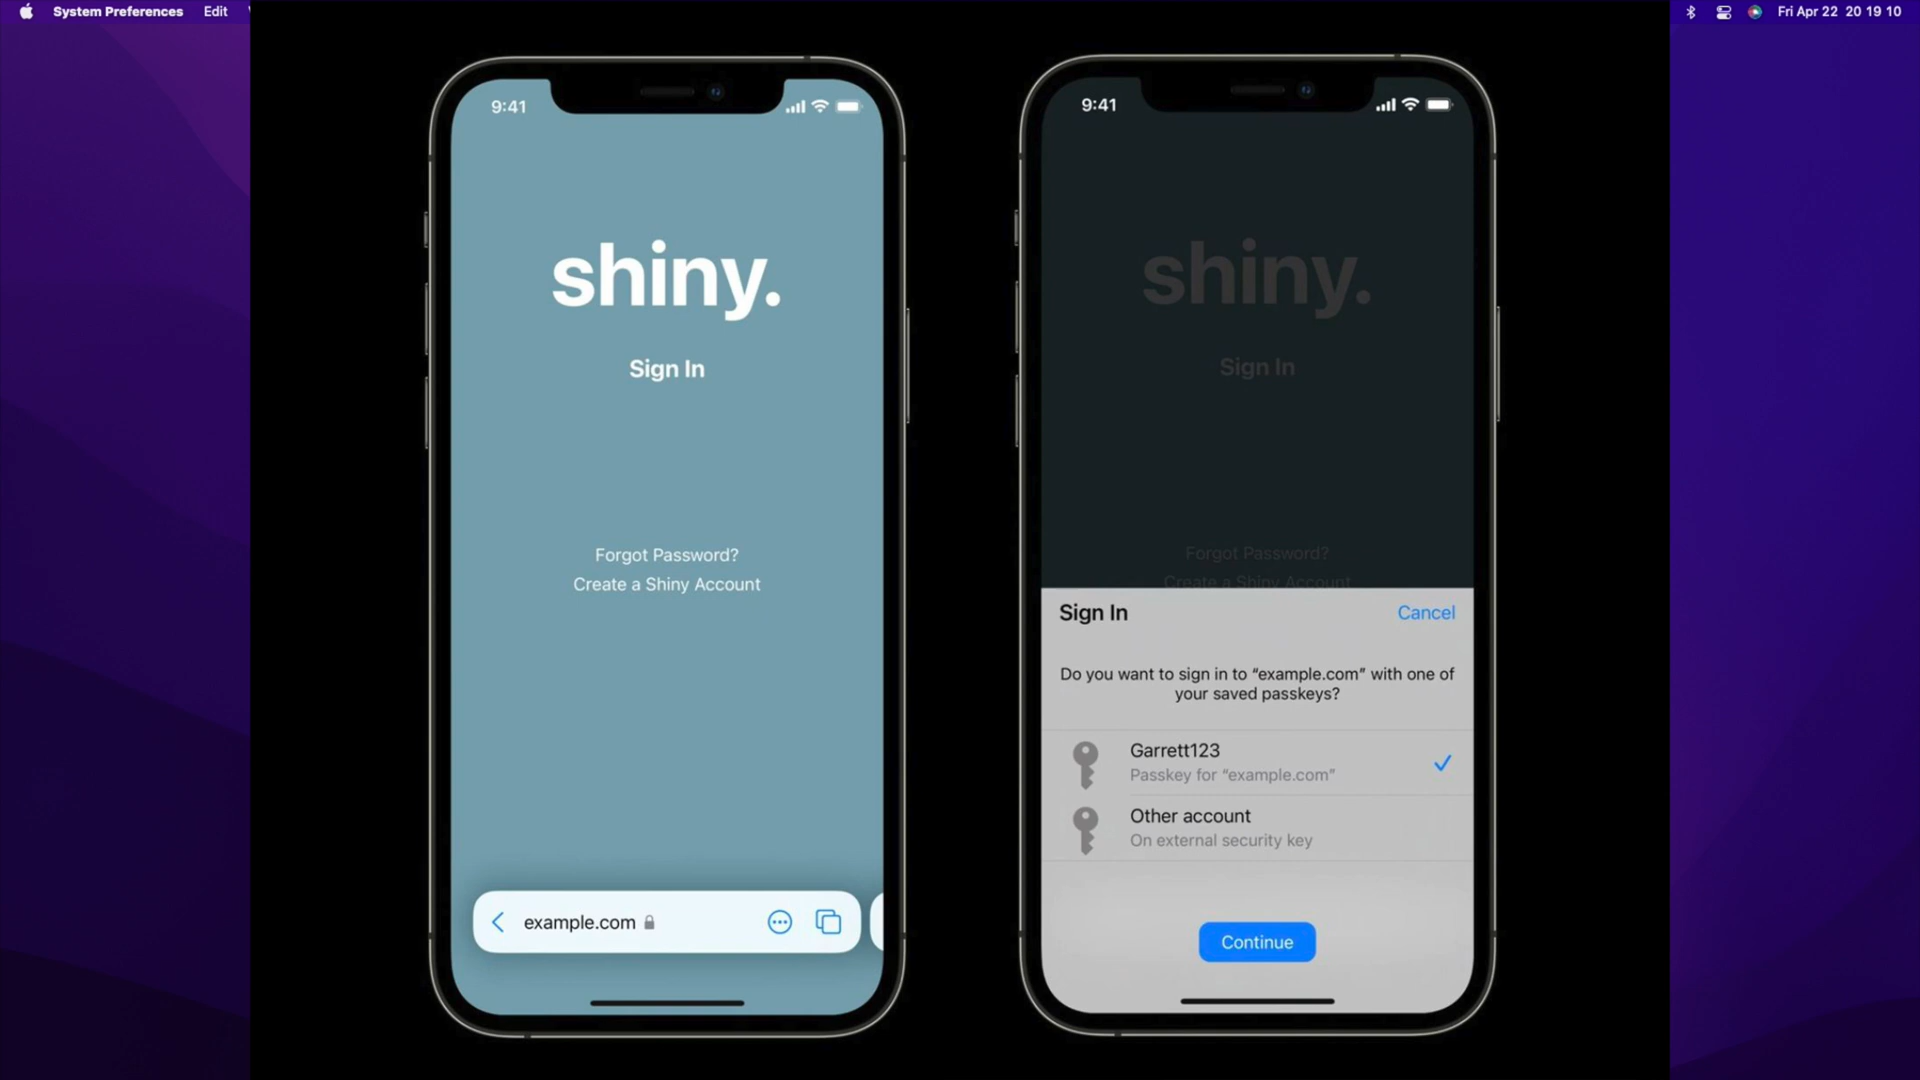 System Preferences Edit
Fri Apr 22 20 19 10
9:41
shiny.
Sign In
Forgot Password?
Create a Shiny Account
example.com
9:41
shiny.
Sign In
Forgot Password?
Create a Shiny Account
Sign In Cancel
Do you want to sign in to “example.com” with one of
your saved passkeys?
Garrett123
Passkey for “example.com”
Other account
On external security key
Continue